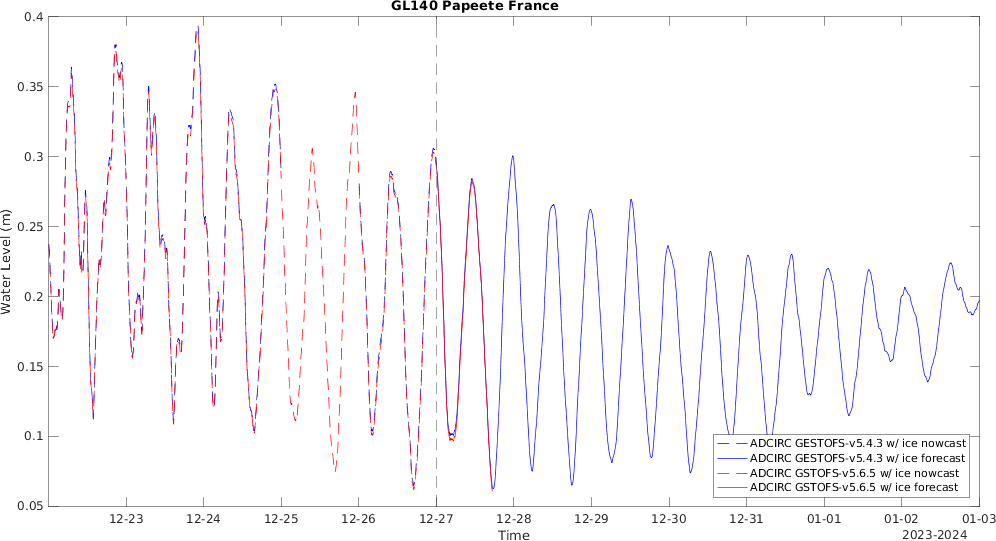 GL140 Papeete France
0.4
0.35
0.3
0.25
0.2
0.15
0.1
0.05
Water Level (m)
12-23 12-24 12-25 12-26 12-27 12-28 12-29 12-30 12-31 01-01 01-02 01-03
Time
2023-2024
ADCIRC GESTOFS-v5.4.3 w/ ice nowcast
ADCIRC GESTOFS-v5.4.3 w/ ice forecast
ADCIRC GSTOFS-v5.6.5 w/ ice nowcast
ADCIRC GSTOFS-v5.6.5 w/ ice forecast